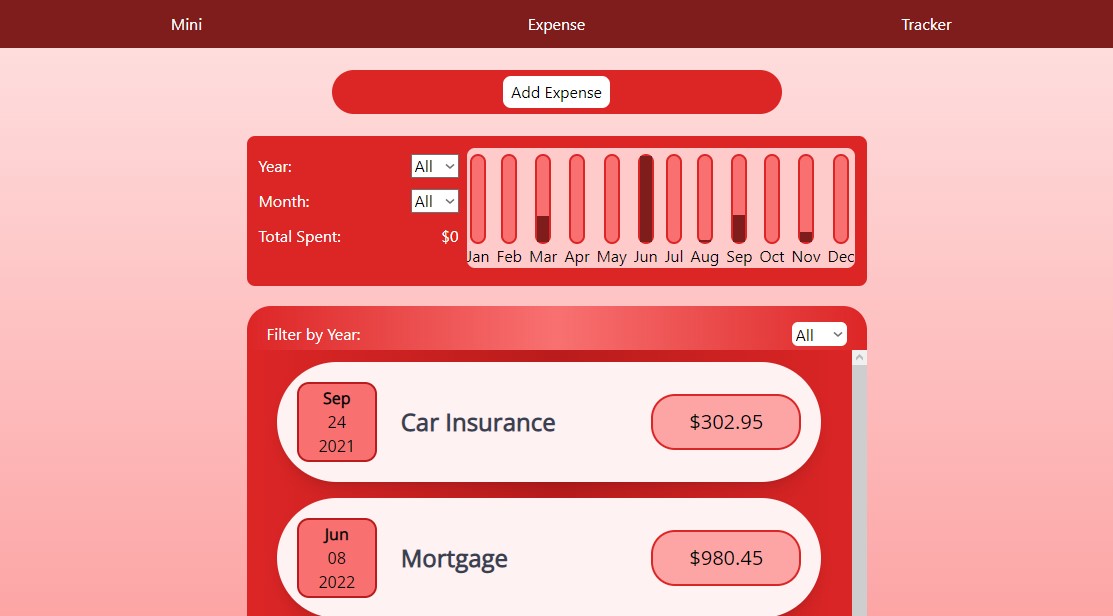 Mini Expense Tracker
Add Expense
Year: All
Month: All
Total Spent: $0
Jan Feb Mar Apr May Jun Jul Aug Sep Oct Nov Dec
Filter by Year: All
Sep
24
2021
Car Insurance
$302.95
Jun
08
2022
Mortgage
$980.45